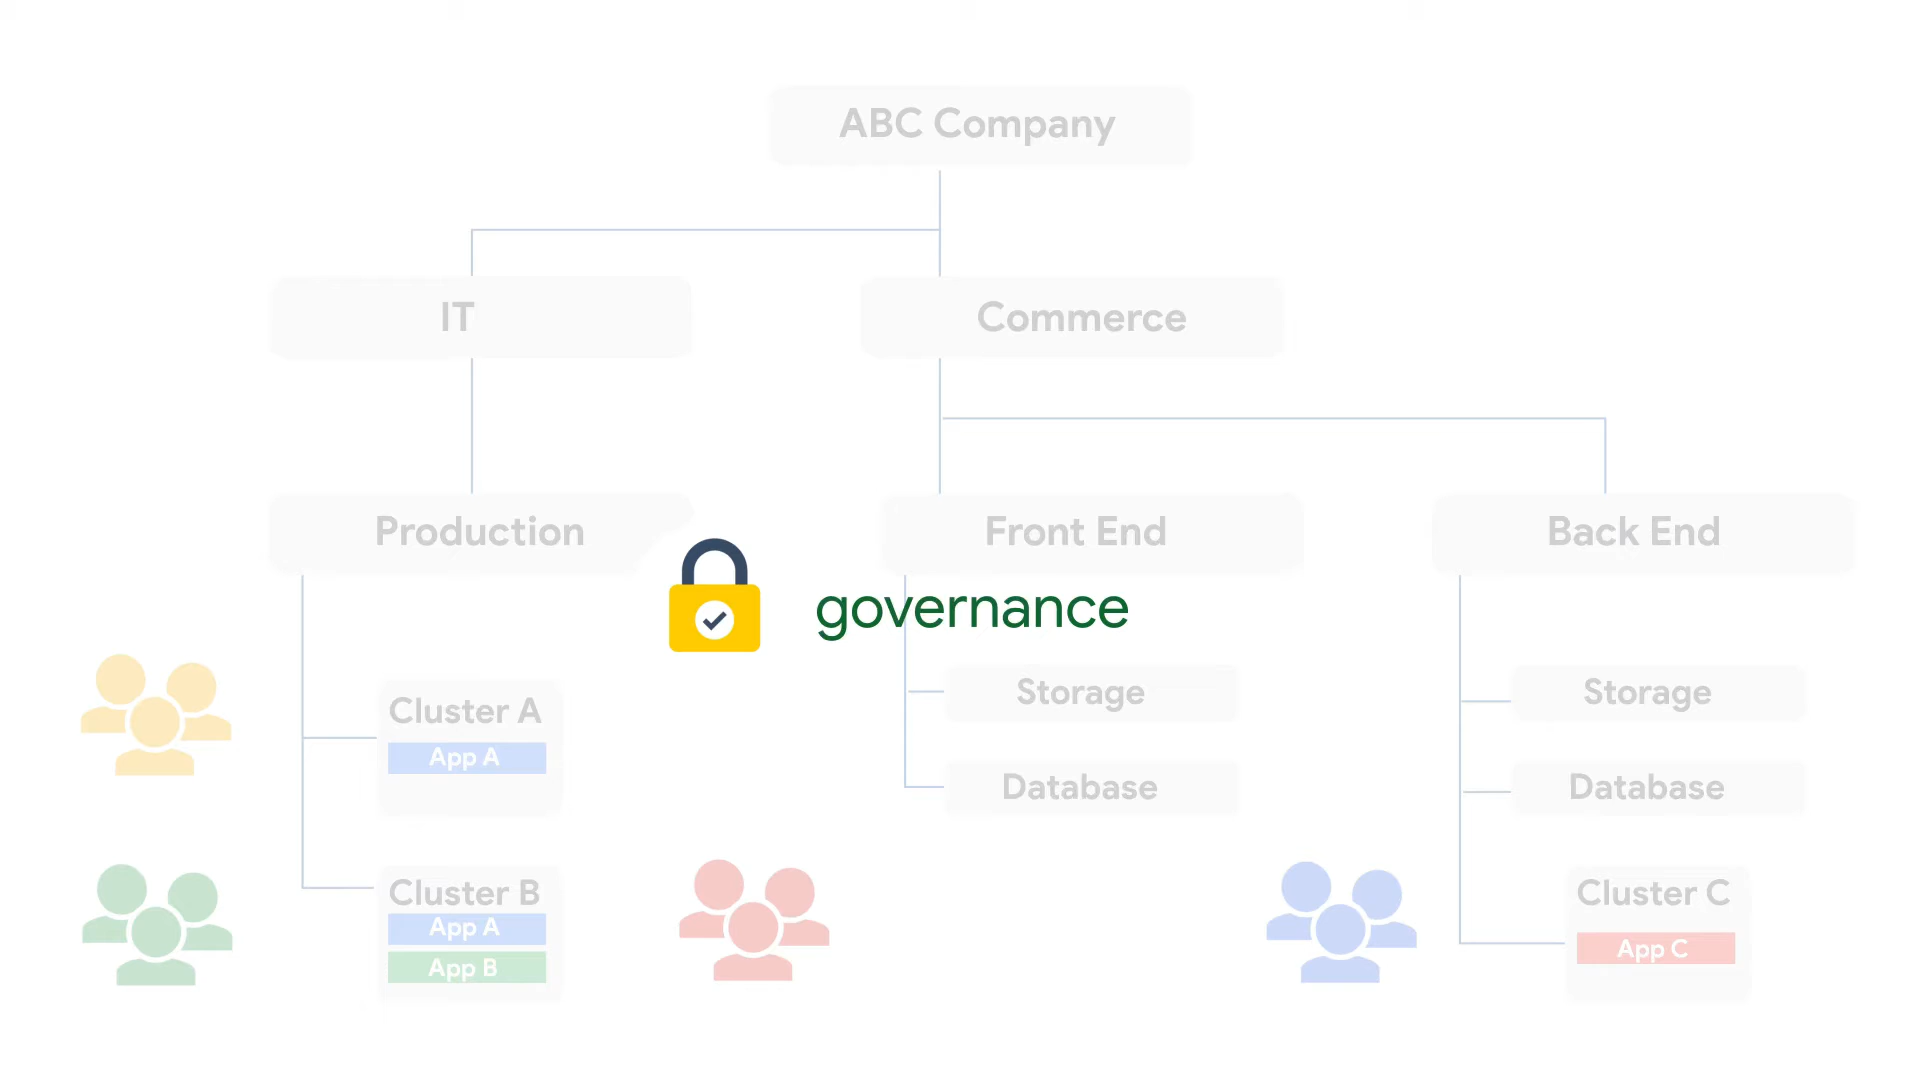 ABC Company
IT
Commerce
Production
Front End
Back End
governance
Cluster A
App A
Storage
Storage
Database
Database
Cluster B
App A
App B
Cluster C
App C